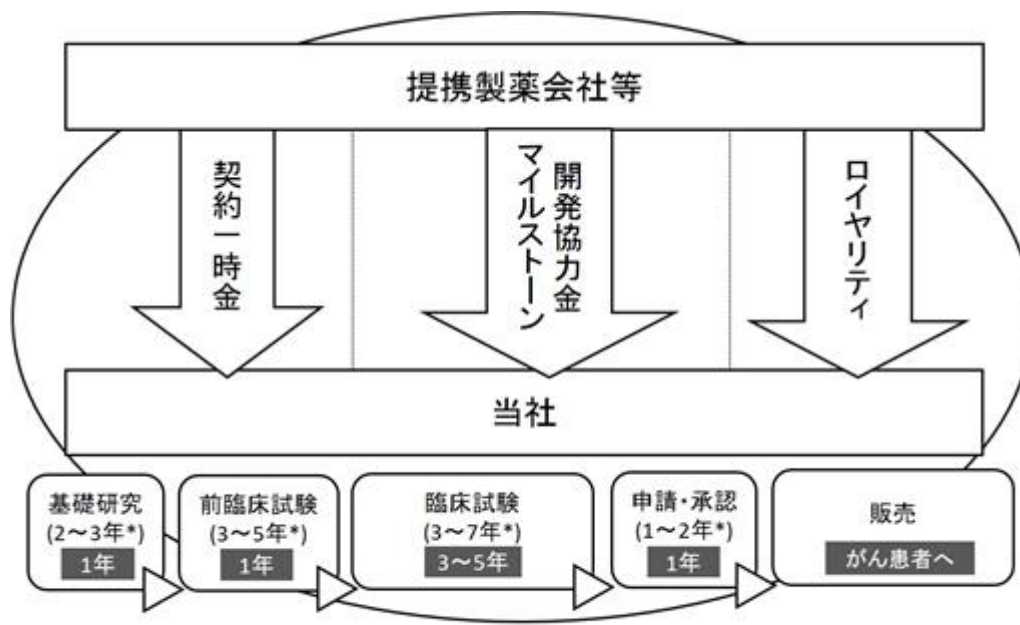 提携製薬会社等
契約一時金
開発協力金
マイルストーン
ロイヤリティ
当社
基礎研究
(2～3年*)
1年
前臨床試験
(3～5年*)
1年
臨床試験
(3～7年*)
3～5年
申請・承認
(1～2年*)
1年
販売
がん患者へ